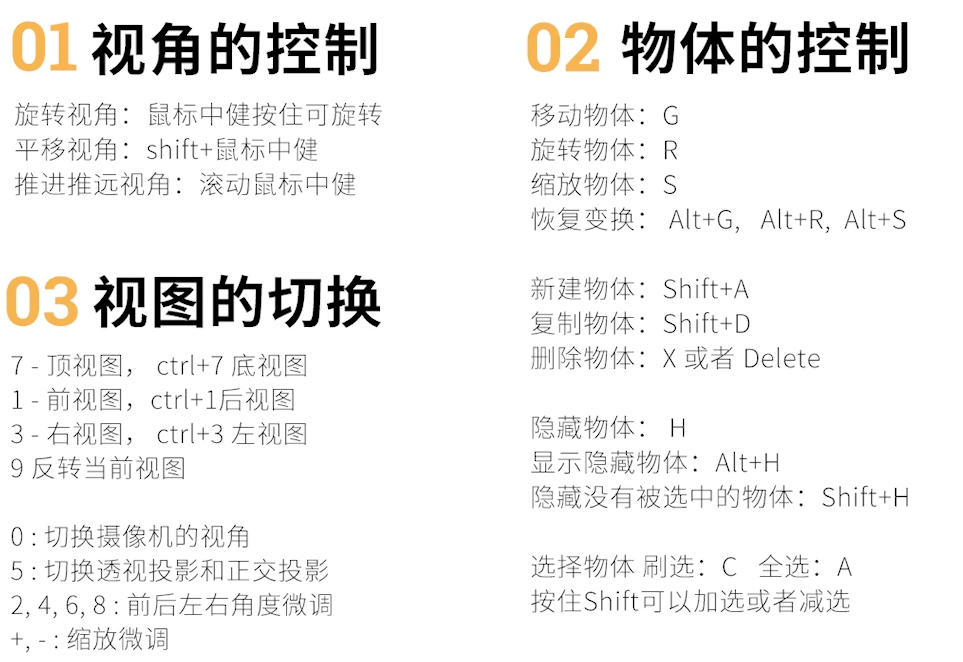 01 视角的控制
旋转视角：鼠标中健按住可旋转
平移视角：shift+鼠标中健
推进推远视角：滚动鼠标中健
03 视图的切换
7 - 顶视图， ctrl+7 底视图
1 - 前视图，ctrl+1后视图
3 - 右视图， ctrl+3 左视图
9 反转当前视图
0 : 切换摄像机的视角
5 : 切换透视投影和正交投影
2, 4, 6, 8 : 前后左右角度微调
+, - : 缩放微调
02 物体的控制
移动物体：G
旋转物体：R
缩放物体：S
恢复变换： Alt+G, Alt+R, Alt+S
新建物体：Shift+A
复制物体：Shift+D
删除物体：X 或者 Delete
隐藏物体： H
显示隐藏物体：Alt+H
隐藏没有被选中的物体：Shift+H
选择物体 刷选：C 全选：A
按住Shift可以加选或者减选